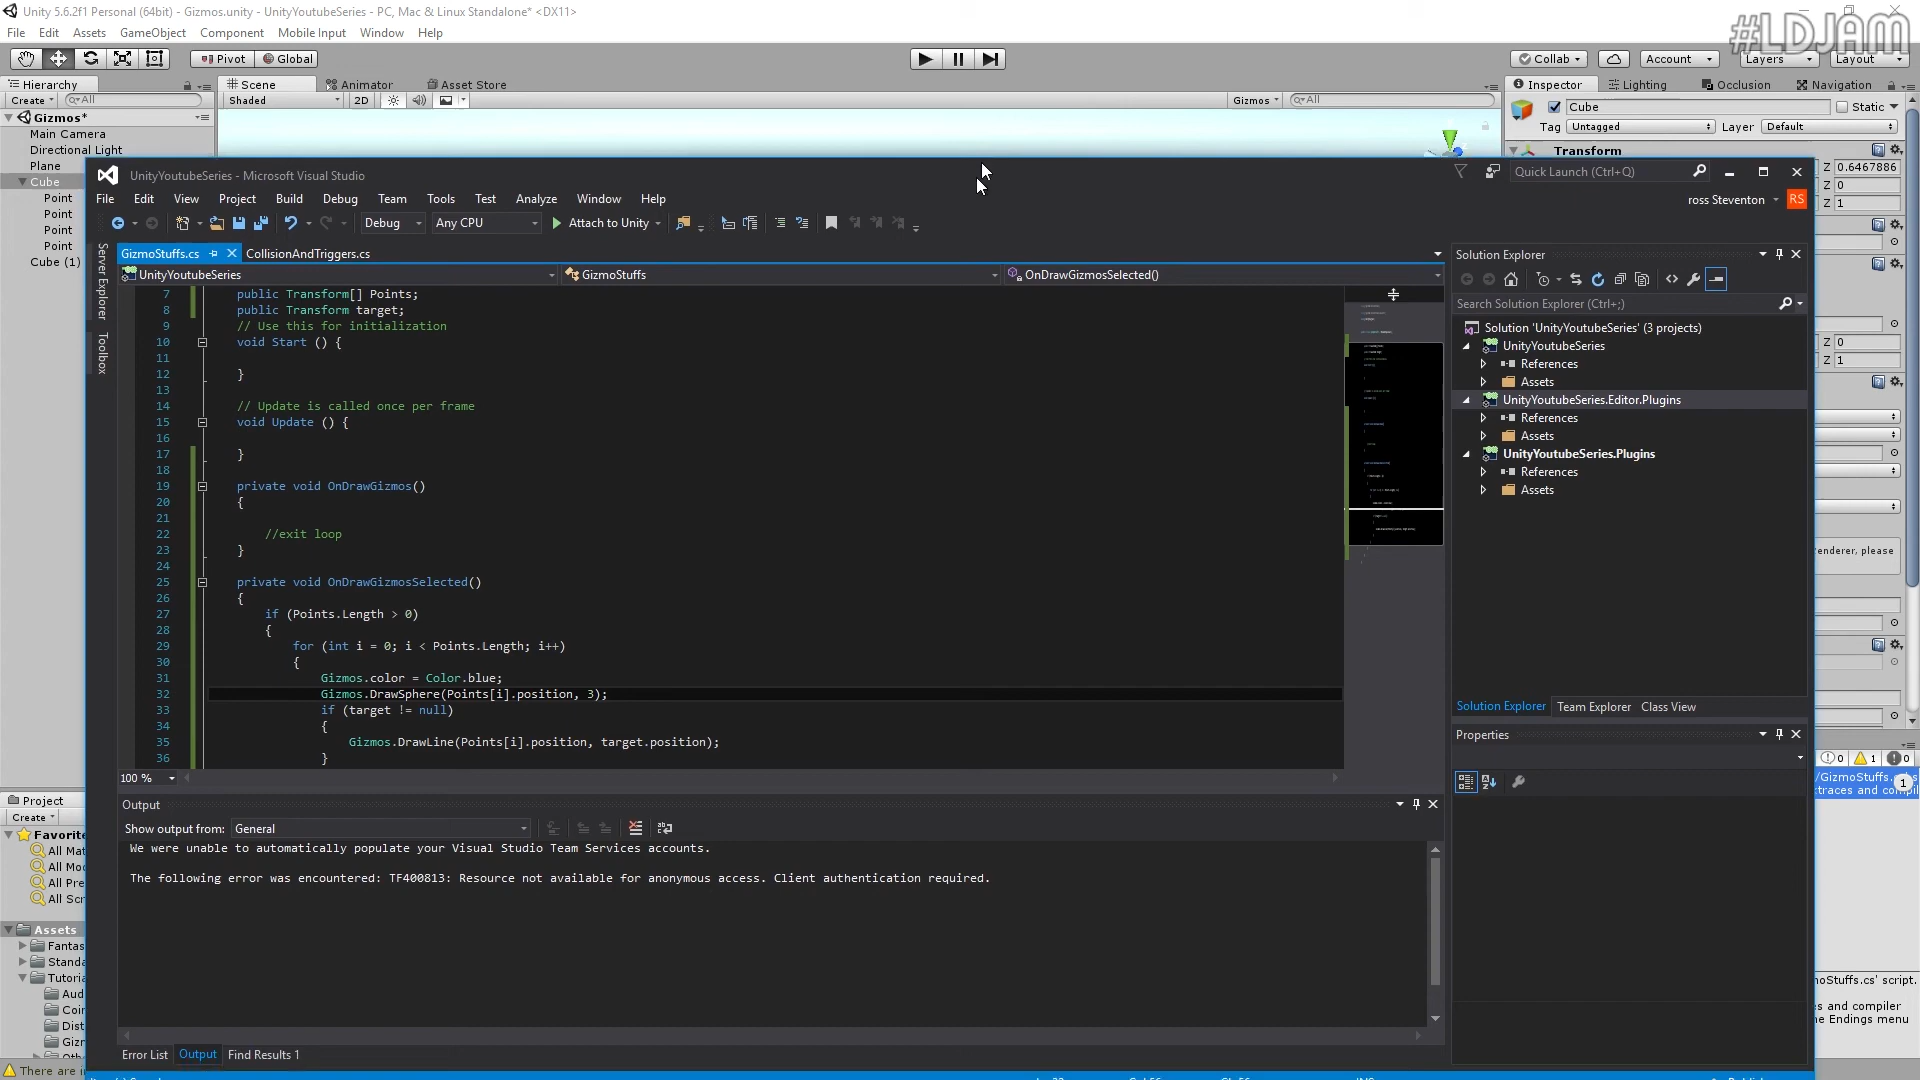 Unity 5.6.2f1 Personal (64bit) - Gizmos.unity - UnityYoutubeSeries - PC, Mac & Linux Standalone* <DX11>
#LDJAM
File Edit Assets GameObject Component Mobile Input Window Help
Pivot Global Collab Account Layers Layout
Hierarchy Scene Animator Asset Store Inspector Lighting Occlusion Navigation
Create All Shaded 2D Gizmos All
Cube Static
Tag Untagged Layer Default
Gizmos*
Main Camera
Directional Light
Plane
Cube
Point
Point
Point
Point
Cube (1)
Transform
Z 0.6467886
Z 0
Z 1
Z 0
Z 1
UnityYoutubeSeries - Microsoft Visual Studio
Quick Launch (Ctrl+Q)
File Edit View Project Build Debug Team Tools Test Analyze Window Help
ross Steventon RS
Debug Any CPU Attach to Unity
Server Explorer
Toolbox
GizmoStuffs.cs CollisionAndTriggers.cs
UnityYoutubeSeries GizmoStuffs OnDrawGizmosSelected()
7 public Transform[] Points;
8 public Transform target;
9 // Use this for initialization
10 void Start () {
11
12 }
13
14 // Update is called once per frame
15 void Update () {
16
17 }
18
19 private void OnDrawGizmos()
20 {
21
22 //exit loop
23 }
24
25 private void OnDrawGizmosSelected()
26 {
27 if (Points.Length > 0)
28 {
29 for (int i = 0; i < Points.Length; i++)
30 {
31 Gizmos.color = Color.blue;
32 Gizmos.DrawSphere(Points[i].position, 3);
33 if (target != null)
34 {
35 Gizmos.DrawLine(Points[i].position, target.position);
36 }
100 %
Solution Explorer
Search Solution Explorer (Ctrl+;)
Solution 'UnityYoutubeSeries' (3 projects)
UnityYoutubeSeries
References
Assets
UnityYoutubeSeries.Editor.Plugins
References
Assets
UnityYoutubeSeries.Plugins
References
Assets
Solution Explorer Team Explorer Class View
Properties
Output
Show output from: General
We were unable to automatically populate your Visual Studio Team Services accounts.
The following error was encountered: TF400813: Resource not available for anonymous access. Client authentication required.
Error List Output Find Results 1
Project
Create
Favorite
All Mat
All Mod
All Pre
All Scr
Assets
Fantas
Standa
Tutoria
Aud
Coin
Dist
Gizm
There are i
enderer, please
0 1 0
/GizmoStuffs.
traces and compil
1
moStuffs.cs' script.
s and compiler
e Endings menu